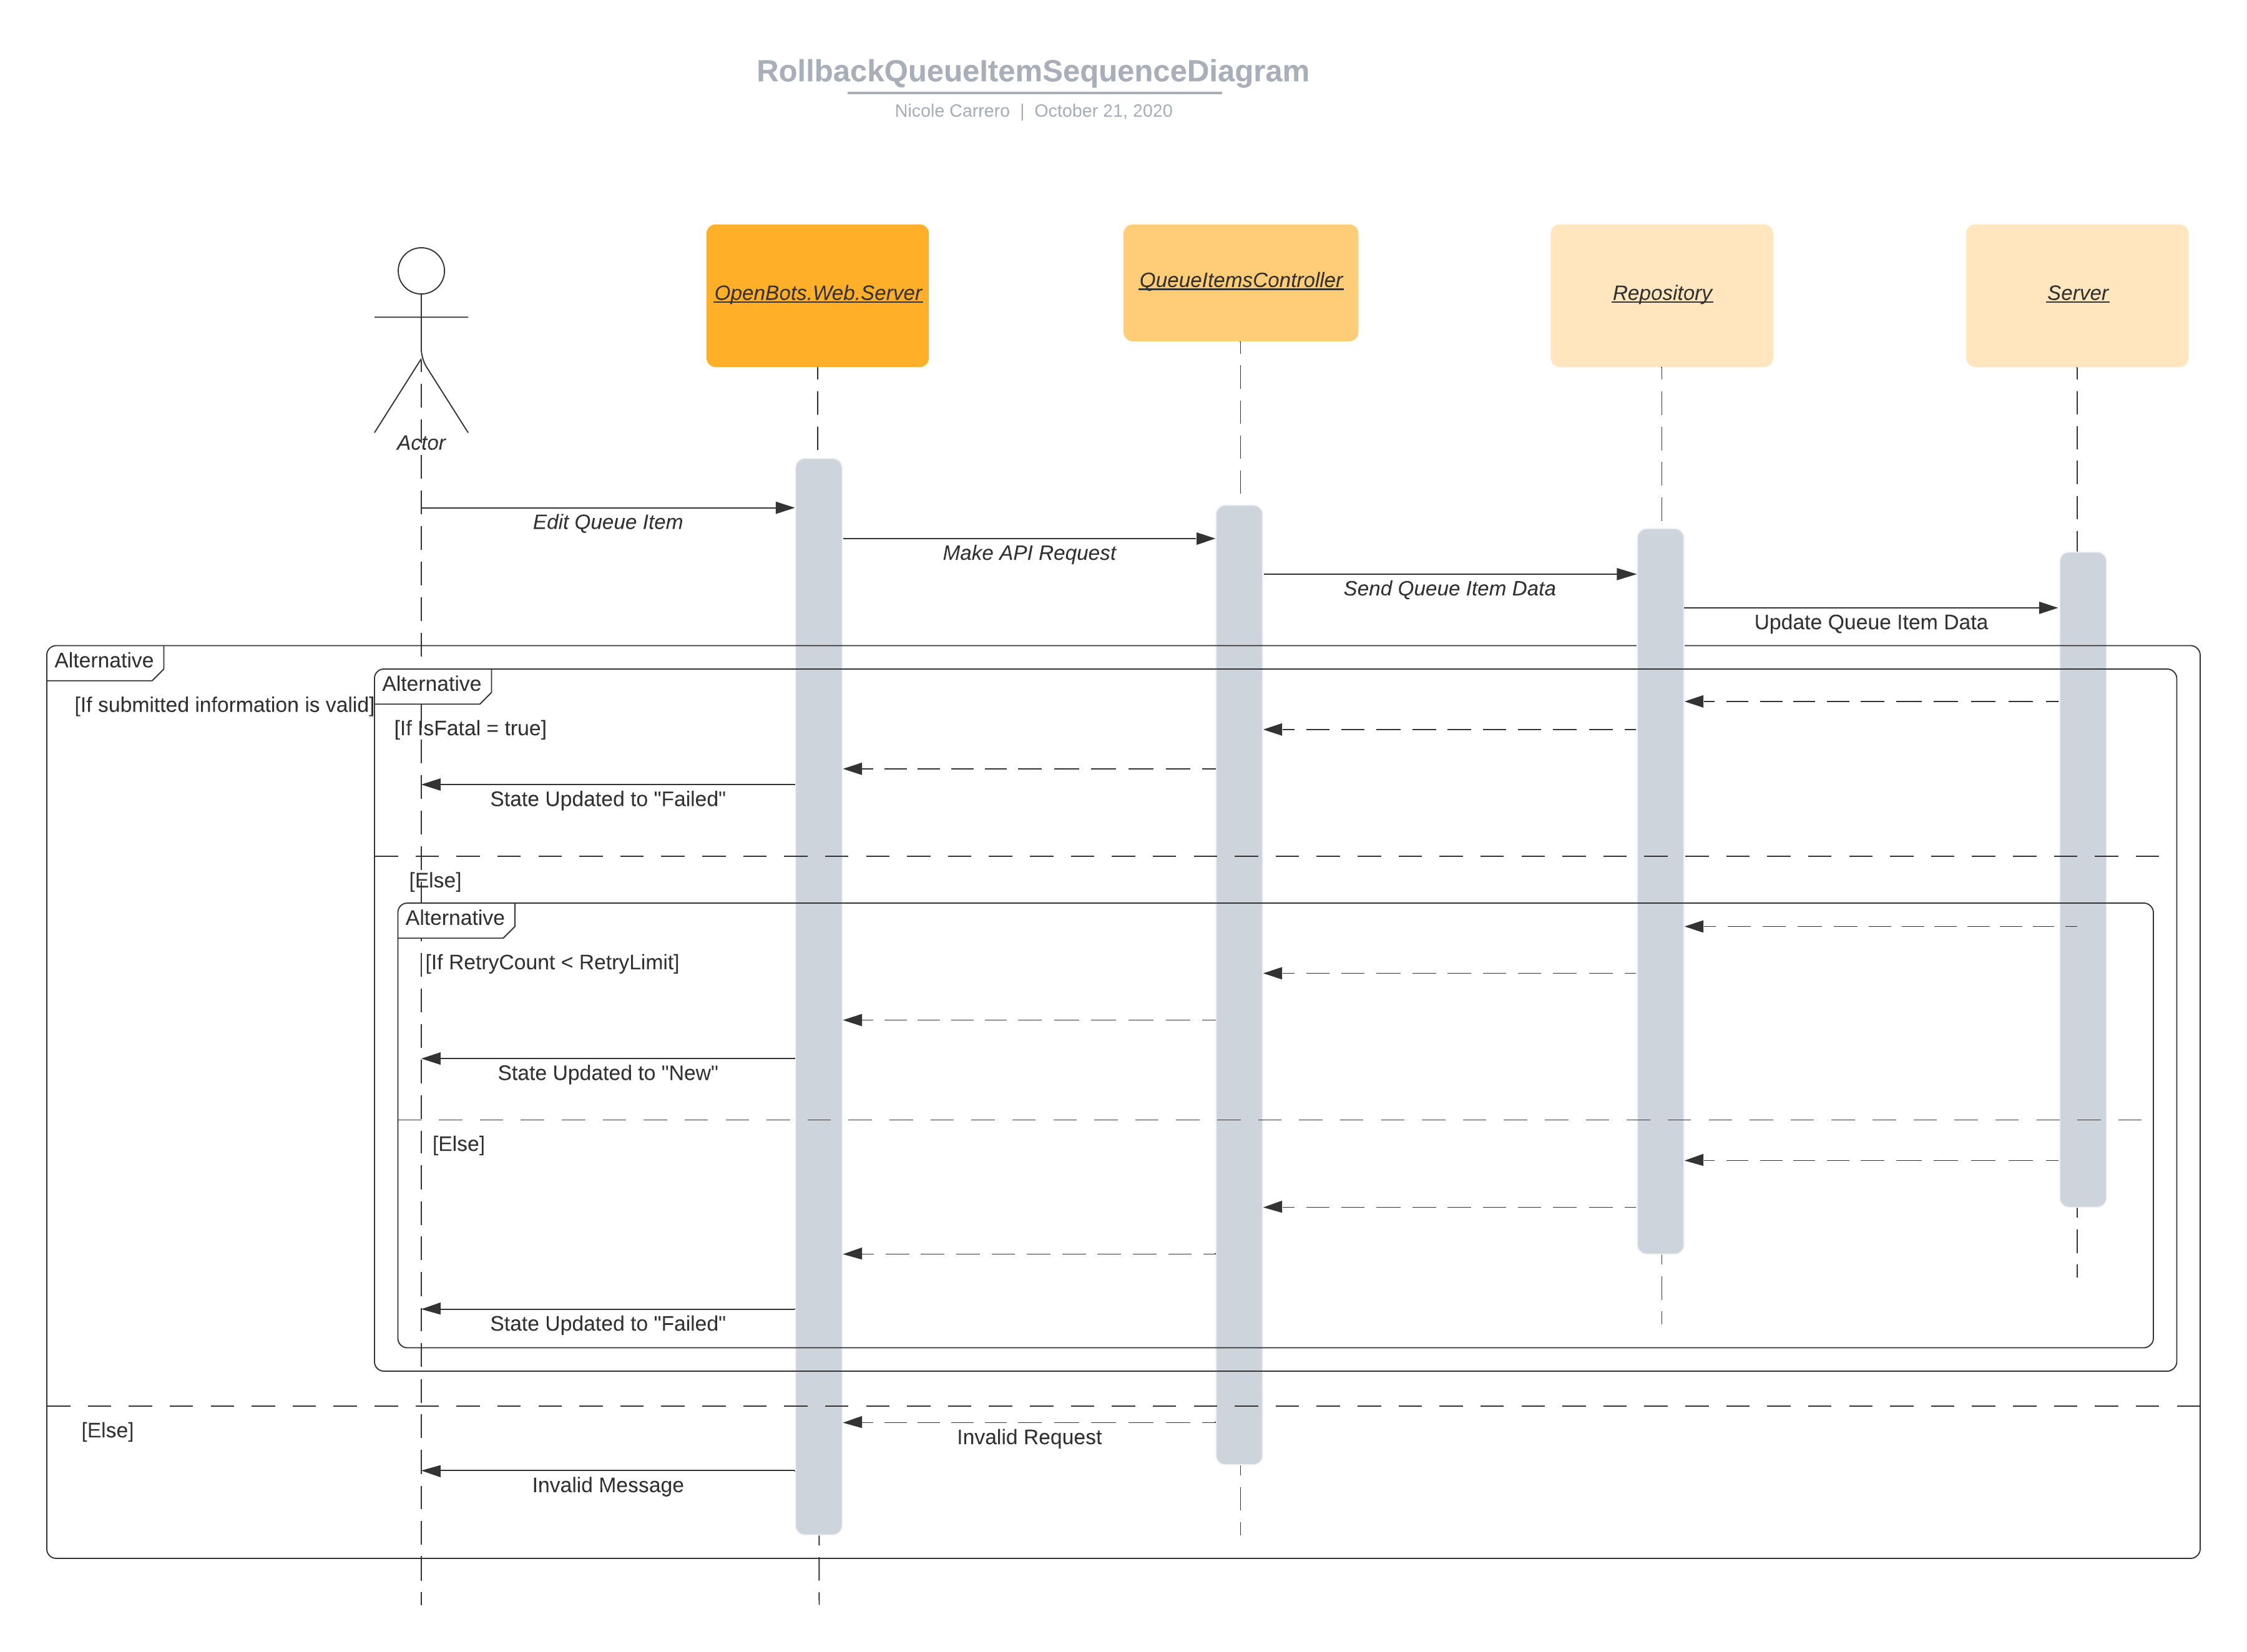 RollbackQueueItemSequenceDiagram
Nicole Carrero | October 21, 2020
OpenBots.Web.Server
QueueItemsController
Repository
Server
Actor
Edit Queue Item
Make API Request
Send Queue Item Data
Update Queue Item Data
Alternative
Alternative
[If submitted information is valid]
[If IsFatal = true]
State Updated to "Failed"
[Else]
Alternative
[If RetryCount < RetryLimit]
State Updated to "New"
[Else]
State Updated to "Failed"
[Else]
Invalid Request
Invalid Message